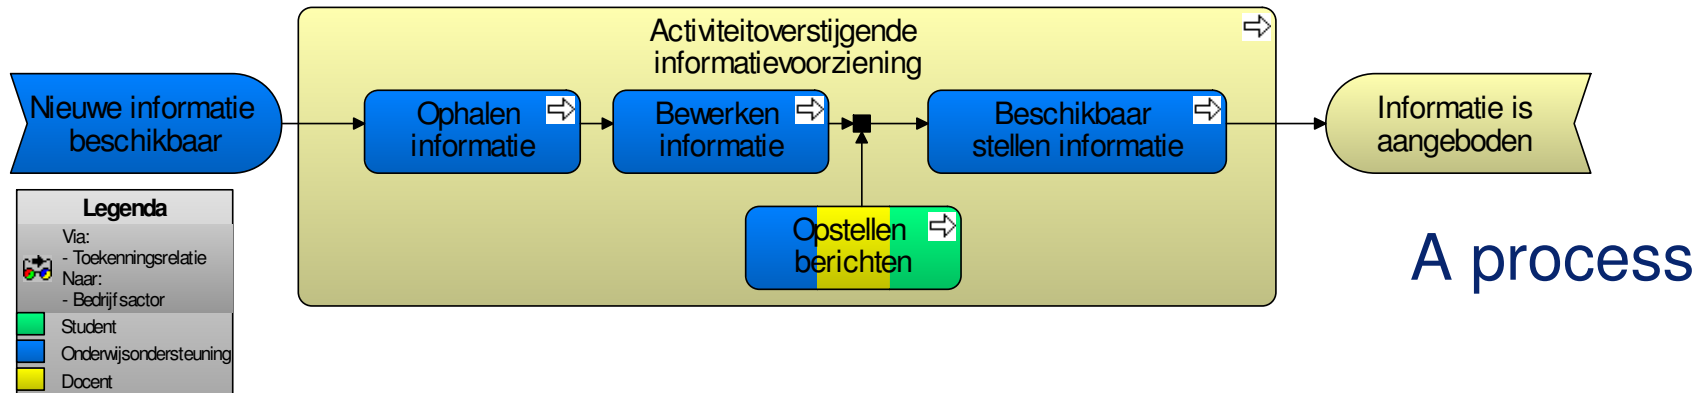 Activiteitoverstijgende
informatievoorziening
Nieuwe informatie
beschikbaar
Ophalen
informatie
Bewerken
informatie
Beschikbaar
stellen informatie
Informatie is
aangeboden
Opstellen
berichten
Legenda
Via:
- Toekenningsrelatie
Naar:
- Bedrijfsactor
Student
Onderwijsondersteuning
Docent
A process